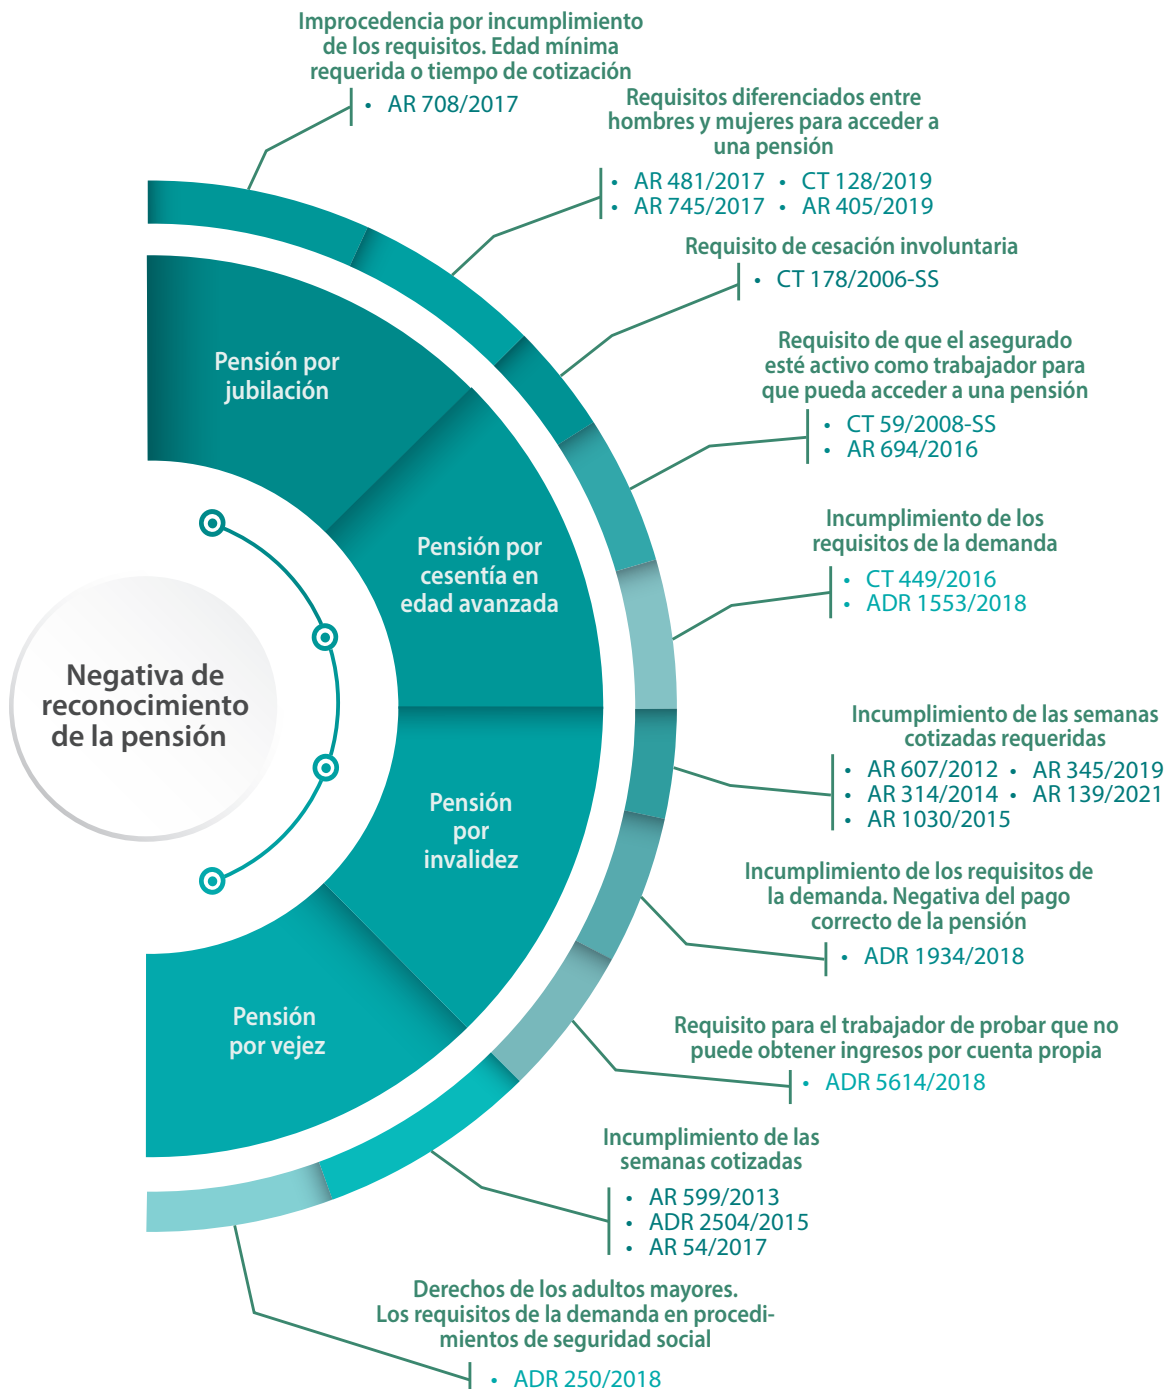 Improcedencia por incumplimiento
de los requisitos. Edad mínima
requerida o tiempo de cotización
• AR 708/2017
Requisitos diferenciados entre
hombres y mujeres para acceder a
una pensión
• AR 481/2017 • CT 128/2019
• AR 745/2017 • AR 405/2019
Requisito de cesación involuntaria
• CT 178/2006-SS
Requisito de que el asegurado
esté activo como trabajador para
que pueda acceder a una pensión
• CT 59/2008-SS
• AR 694/2016
Incumplimiento de los
requisitos de la demanda
• CT 449/2016
• ADR 1553/2018
Incumplimiento de las semanas
cotizadas requeridas
• AR 607/2012 • AR 345/2019
• AR 314/2014 • AR 139/2021
• AR 1030/2015
Incumplimiento de los requisitos de
la demanda. Negativa del pago
correcto de la pensión
• ADR 1934/2018
Requisito para el trabajador de probar que no
puede obtener ingresos por cuenta propia
• ADR 5614/2018
Incumplimiento de las
semanas cotizadas
• AR 599/2013
• ADR 2504/2015
• AR 54/2017
Derechos de los adultos mayores.
Los requisitos de la demanda en procedi-
mientos de seguridad social
• ADR 250/2018
Pensión por
jubilación
Pensión por
cesentía en
edad avanzada
Pensión
por
invalidez
Pensión
por vejez
Negativa de
reconocimiento
de la pensión